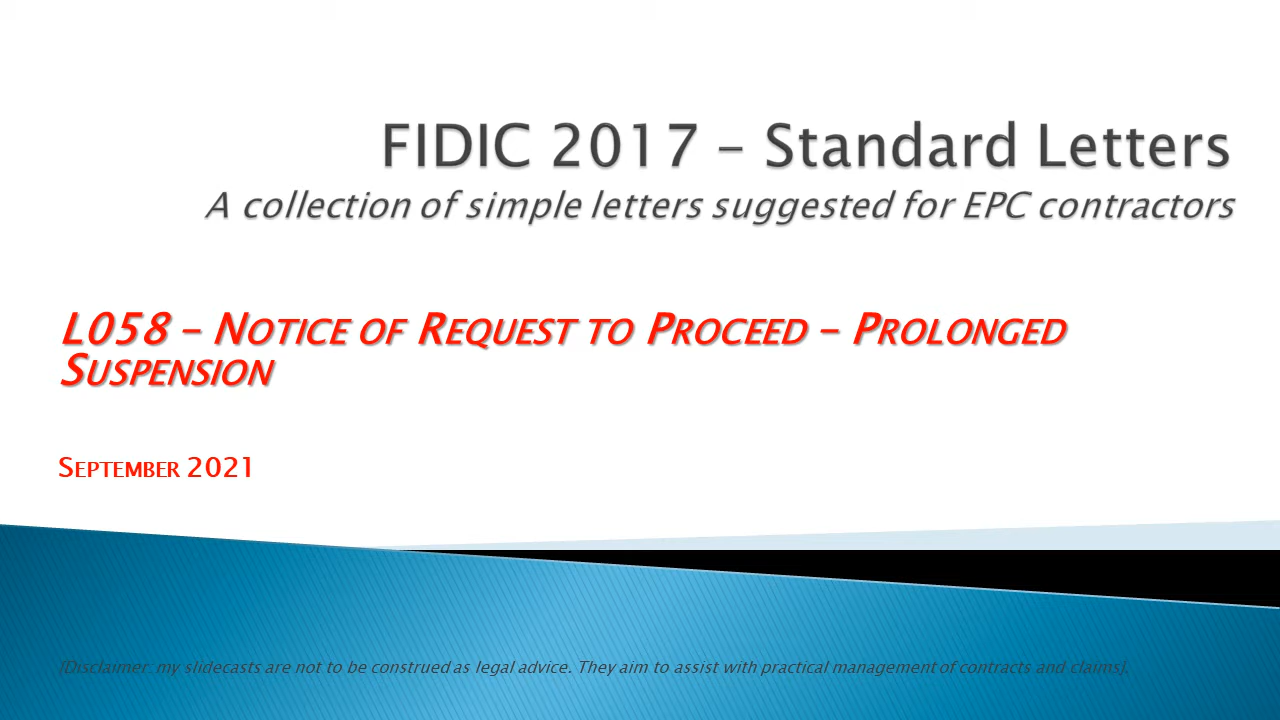 FIDIC 2017 – Standard Letters
A collection of simple letters suggested for EPC contractors
L058 – Notice of Request to Proceed – Prolonged
Suspension
September 2021
[Disclaimer: my slidecasts are not to be construed as legal advice. They aim to assist with practical management of contracts and claims].